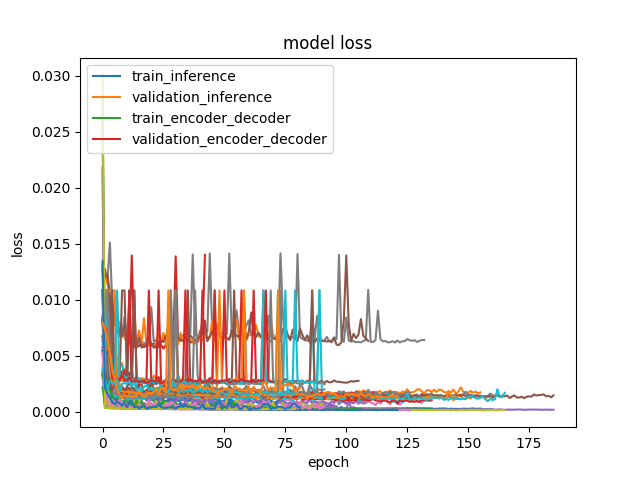 model loss
train_inference
validation_inference
train_encoder_decoder
validation_encoder_decoder
0.030
0.025
0.020
0.015
0.010
0.005
0.000
loss
0 25 50 75 100 125 150 175
epoch